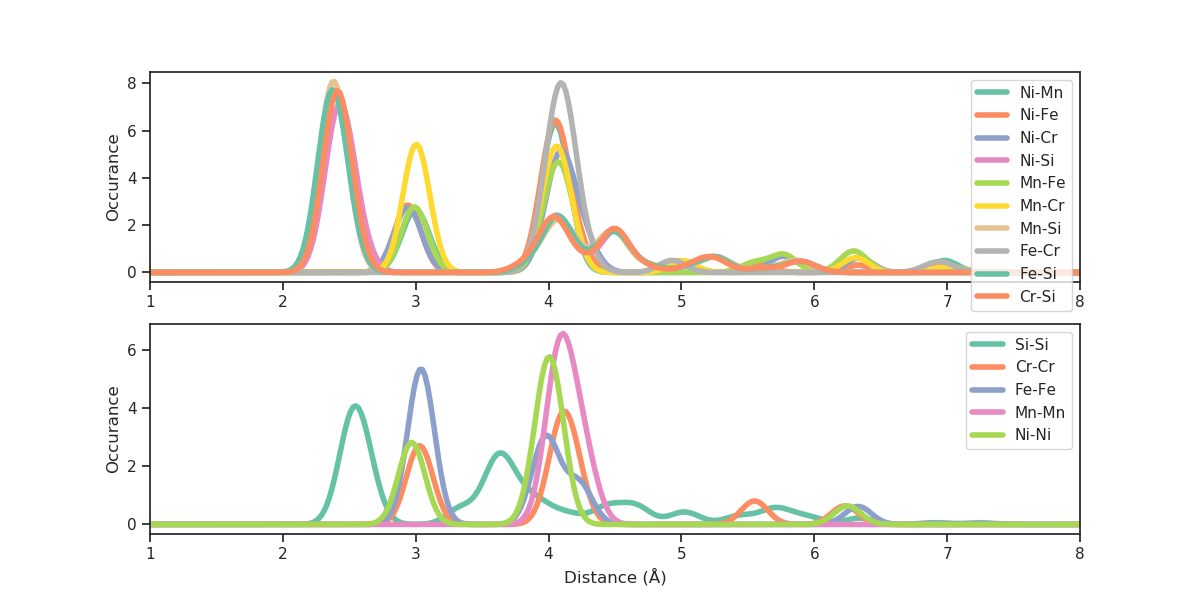 Occurance
8
6
4
2
0
1 2 3 4 5 6 7 8
Ni-Mn
Ni-Fe
Ni-Cr
Ni-Si
Mn-Fe
Mn-Cr
Mn-Si
Fe-Cr
Fe-Si
Cr-Si
Occurance
6
4
2
0
1 2 3 4 5 6 7 8
Distance (Å)
Si-Si
Cr-Cr
Fe-Fe
Mn-Mn
Ni-Ni